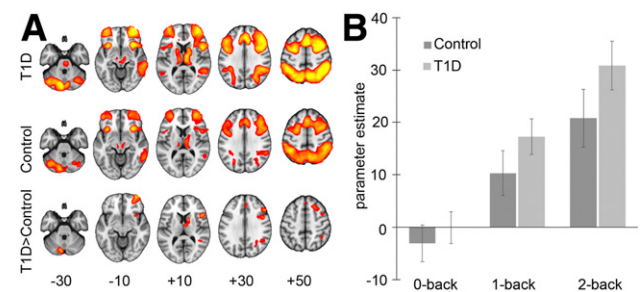 A
T1D
Control
T1D>Control
-30 -10 +10 +30 +50
B
parameter estimate
40
30
20
10
0
-10
Control
T1D
0-back 1-back 2-back